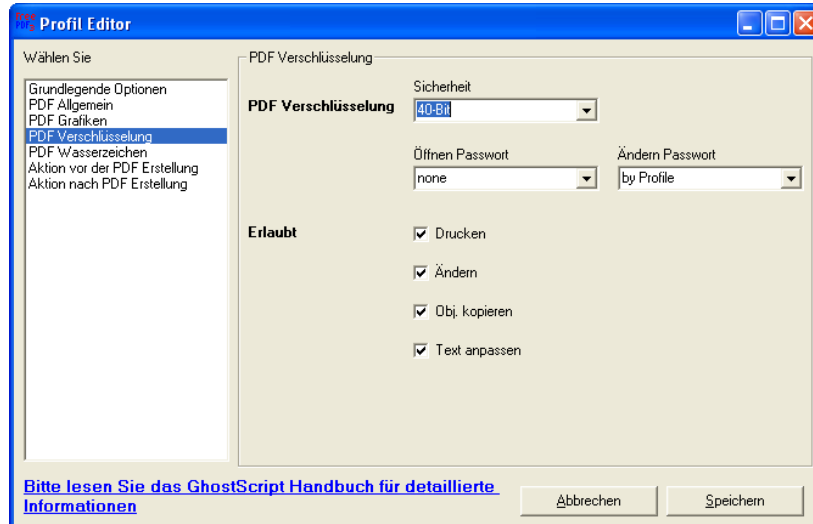 Profil Editor
Wählen Sie
Grundlegende Optionen
PDF Allgemein
PDF Grafiken
PDF Verschlüsselung
PDF Wasserzeichen
Aktion vor der PDF Erstellung
Aktion nach PDF Erstellung
PDF Verschlüsselung
Sicherheit
PDF Verschlüsselung
40-Bit
Öffnen Passwort
Ändern Passwort
none
by Profile
Erlaubt
Drucken
Ändern
Obj. kopieren
Text anpassen
Bitte lesen Sie das GhostScript Handbuch für detaillierte
Informationen
Abbrechen
Speichern